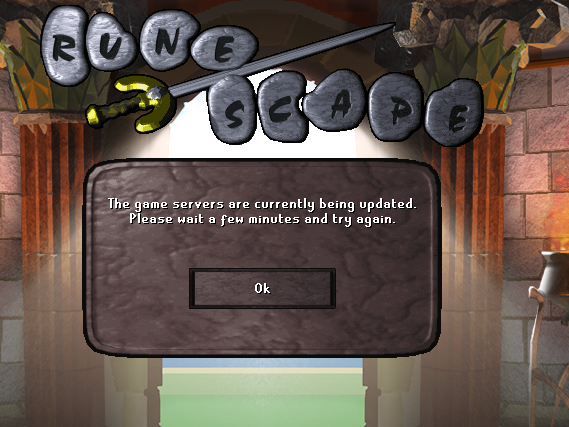 RUNE
SCAPE
The game servers are currently being updated.
Please wait a few minutes and try again.
Ok